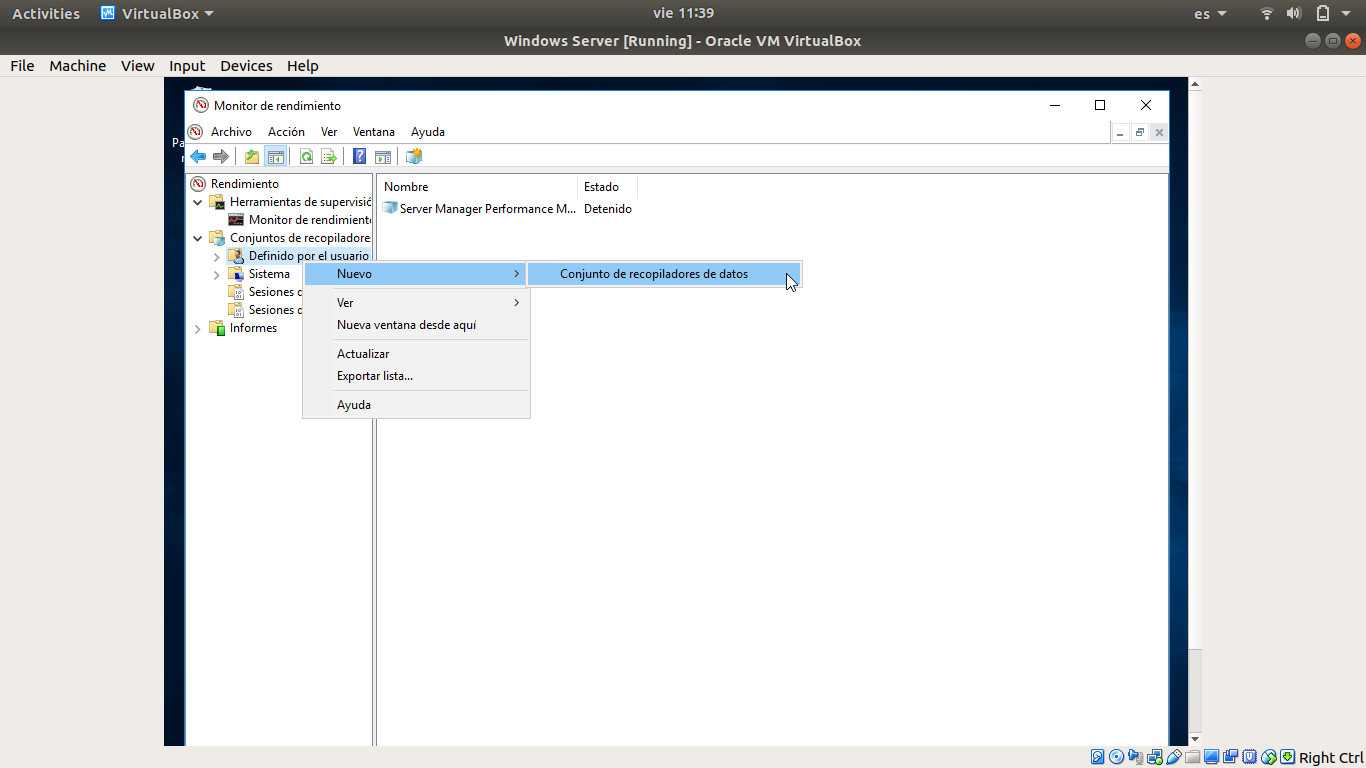 Activities VirtualBox vie 11:39 es
Windows Server [Running] - Oracle VM VirtualBox
File Machine View Input Devices Help
Monitor de rendimiento
Archivo Acción Ver Ventana Ayuda
Rendimiento
Herramientas de supervisió
Monitor de rendimiento
Conjuntos de recopiladore
Definido por el usuario
Sistema
Sesiones d
Sesiones d
Informes
Nombre Estado
Server Manager Performance M... Detenido
Nuevo
Ver
Nueva ventana desde aquí
Actualizar
Exportar lista...
Ayuda
Conjunto de recopiladores de datos
Pa
Right Ctrl